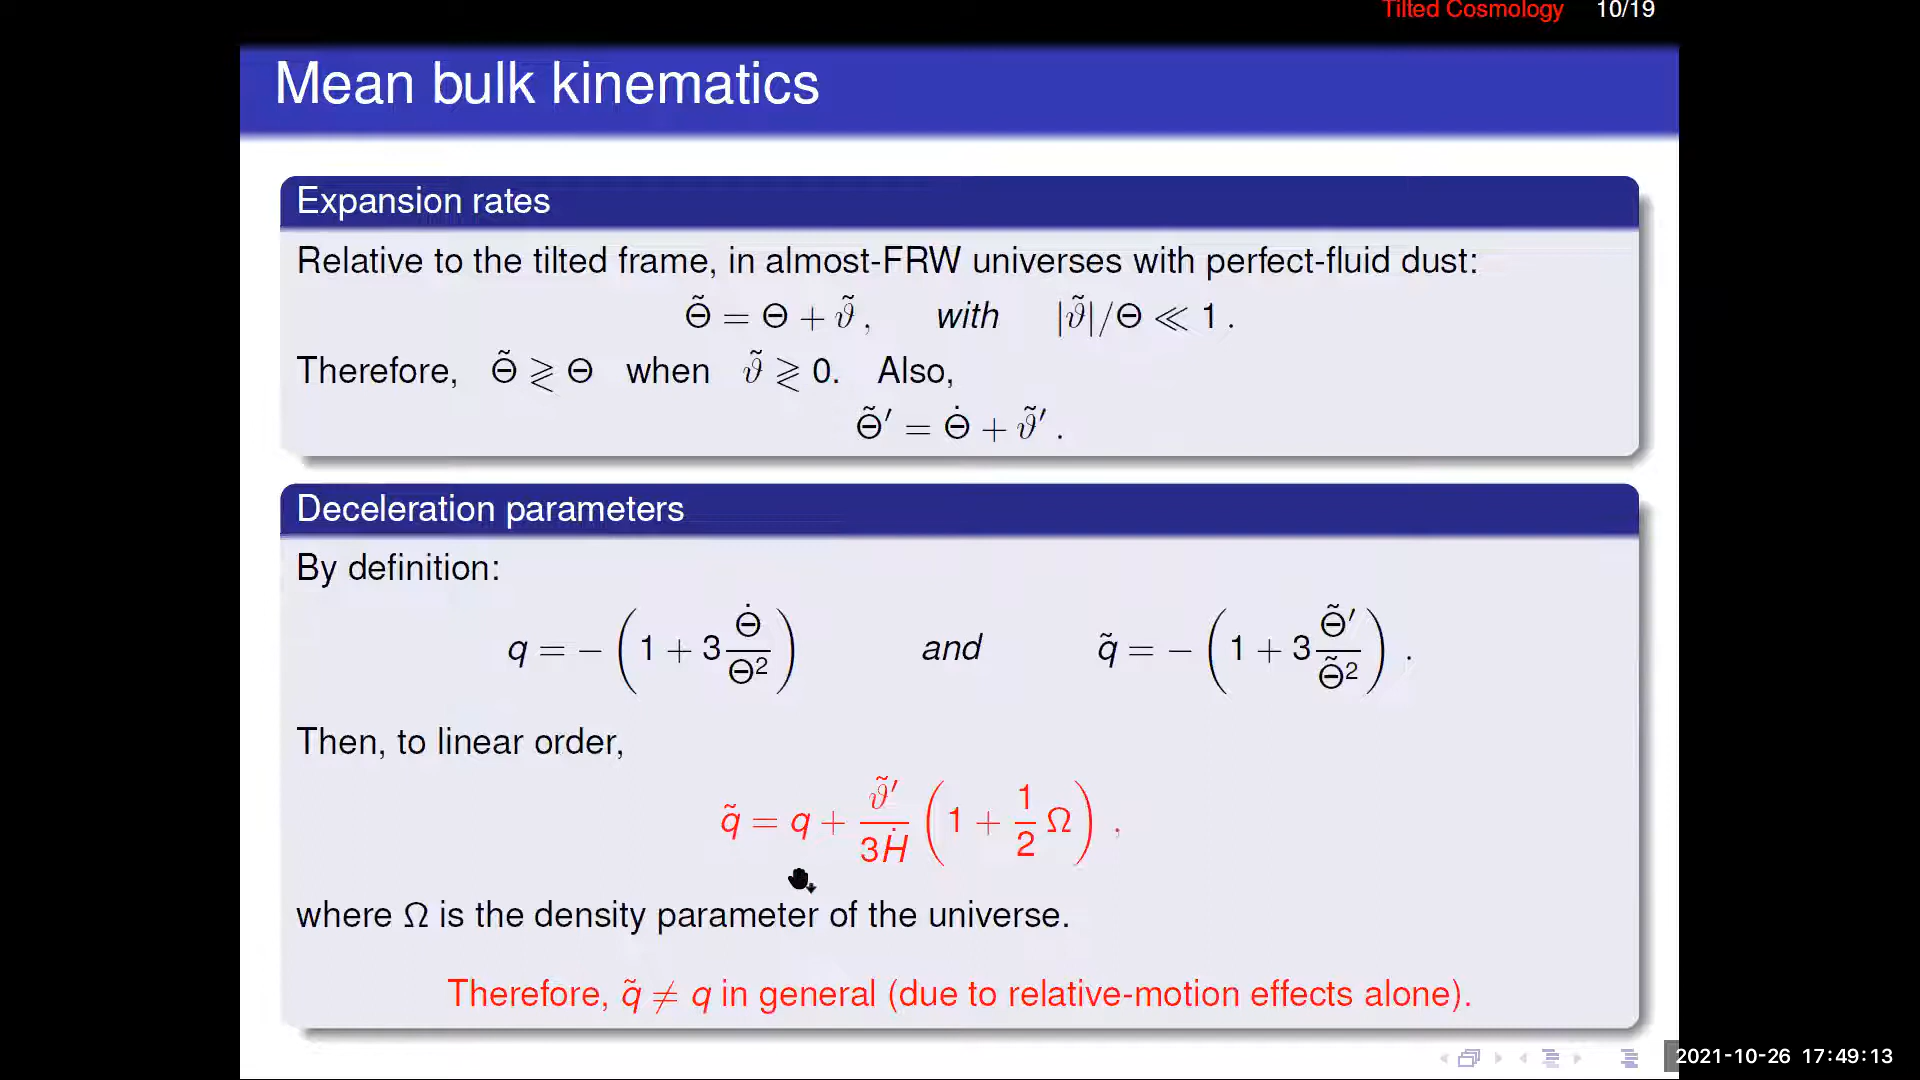 Tilted Cosmology 10/19
Mean bulk kinematics
Expansion rates
Relative to the tilted frame, in almost-FRW universes with perfect-fluid dust:
Θ̃ = Θ + ϑ̃ , with |ϑ̃|/Θ ≪ 1 .
Therefore, Θ̃ ≷ Θ when ϑ̃ ≷ 0. Also,
Θ̃′ = Θ̇ + ϑ̃′ .
Deceleration parameters
By definition:
q = − (1 + 3 Θ̇/Θ²) and q̃ = − (1 + 3 Θ̃′/Θ̃²) .
Then, to linear order,
q̃ = q + ϑ̃′/3Ḣ (1 + 1/2 Ω) ,
where Ω is the density parameter of the universe.
Therefore, q̃ ≠ q in general (due to relative-motion effects alone).
2021-10-26 17:49:13